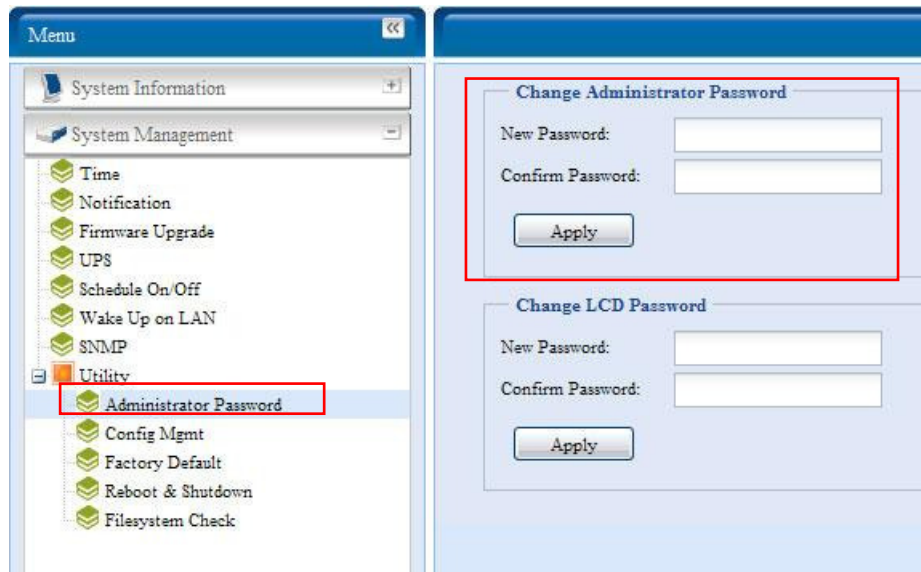 Menu
System Information
System Management
Time
Notification
Firmware Upgrade
UPS
Schedule On/Off
Wake Up on LAN
SNMP
Utility
Administrator Password
Config Mgmt
Factory Default
Reboot & Shutdown
Filesystem Check
Change Administrator Password
New Password:
Confirm Password:
Apply
Change LCD Password
New Password:
Confirm Password:
Apply